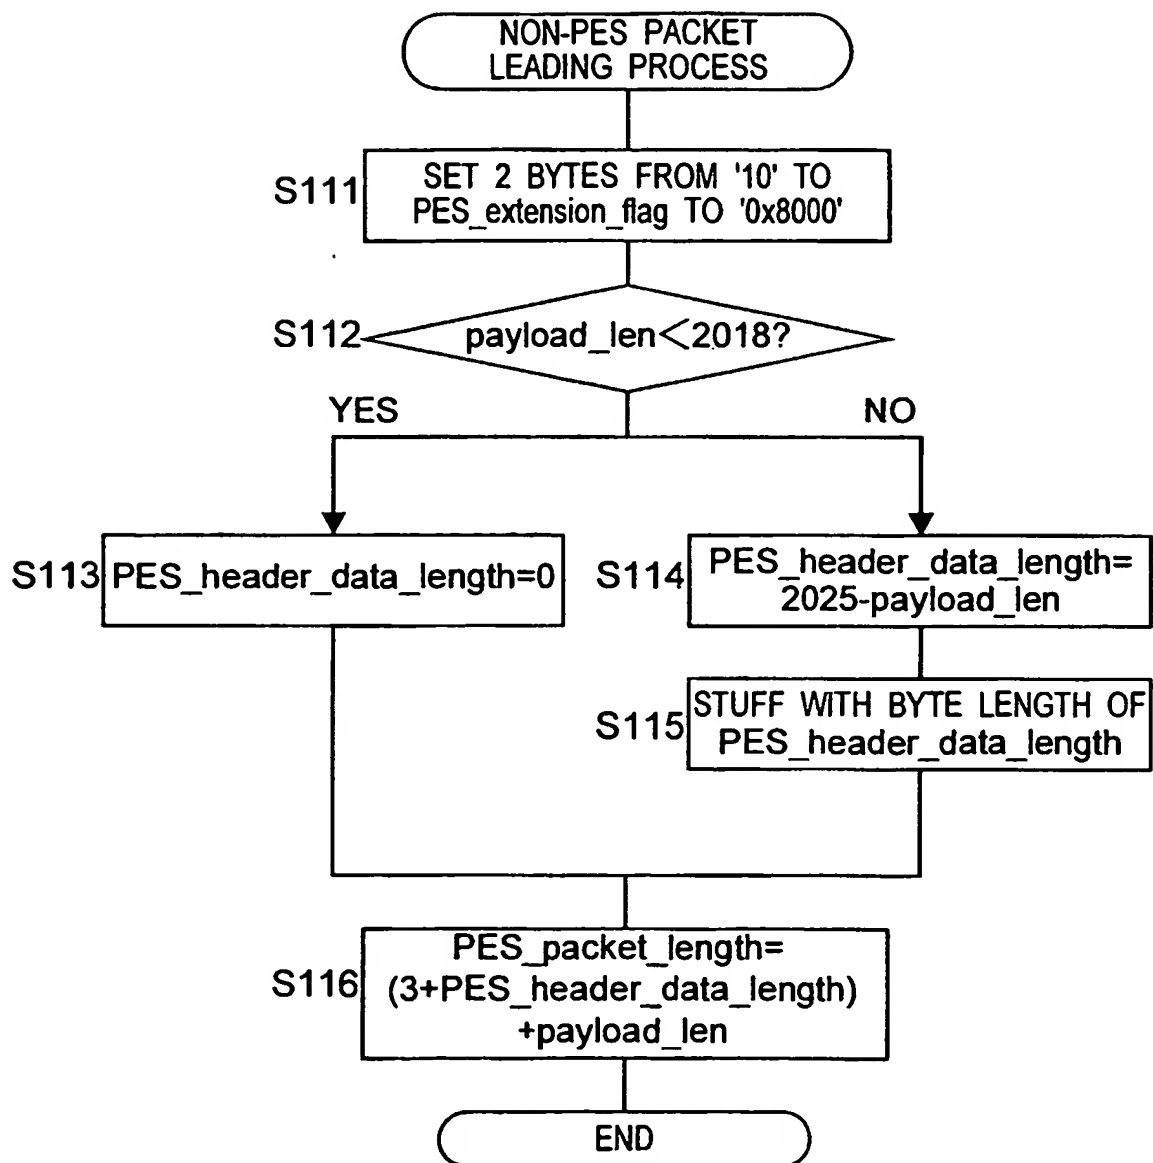 NON-PES PACKET
LEADING PROCESS
S111
SET 2 BYTES FROM '10' TO
PES_extension_flag TO '0x8000'
S112
payload_len<2018?
YES
NO
S113
PES_header_data_length=0
S114
PES_header_data_length=
2025-payload_len
S115
STUFF WITH BYTE LENGTH OF
PES_header_data_length
S116
PES_packet_length=
(3+PES_header_data_length)
+payload_len
END